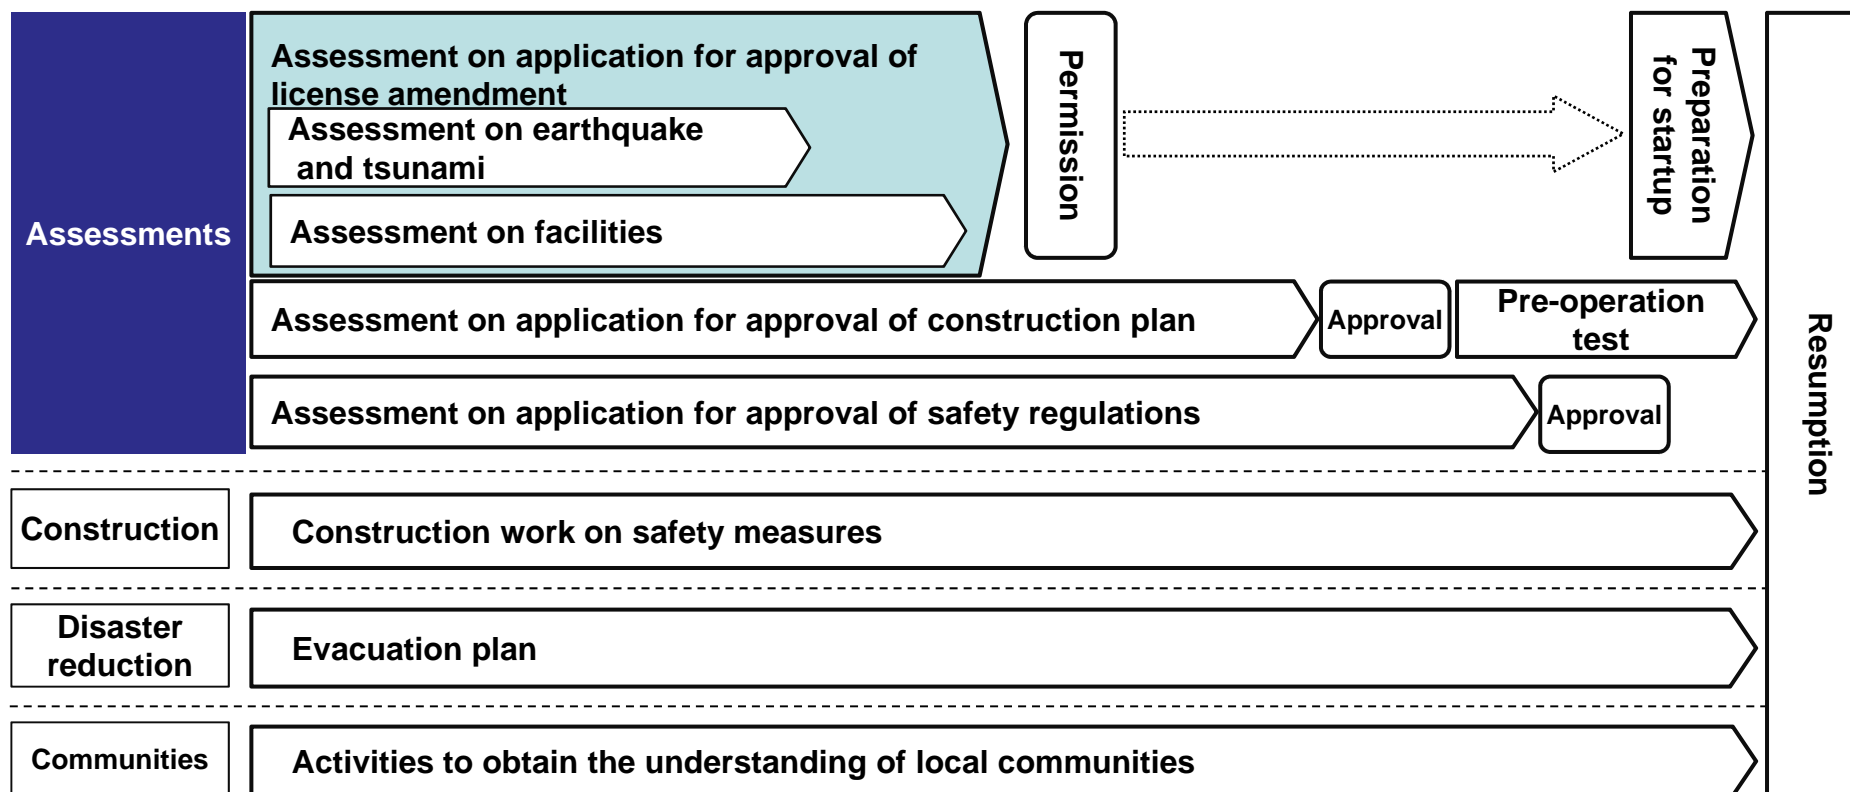 Assessments
Assessment on application for approval of
license amendment
Assessment on earthquake
and tsunami
Assessment on facilities
Permission
Preparation
for startup
Assessment on application for approval of construction plan
Approval
Pre-operation
test
Assessment on application for approval of safety regulations
Approval
Resumption
Construction
Construction work on safety measures
Disaster
reduction
Evacuation plan
Communities
Activities to obtain the understanding of local communities